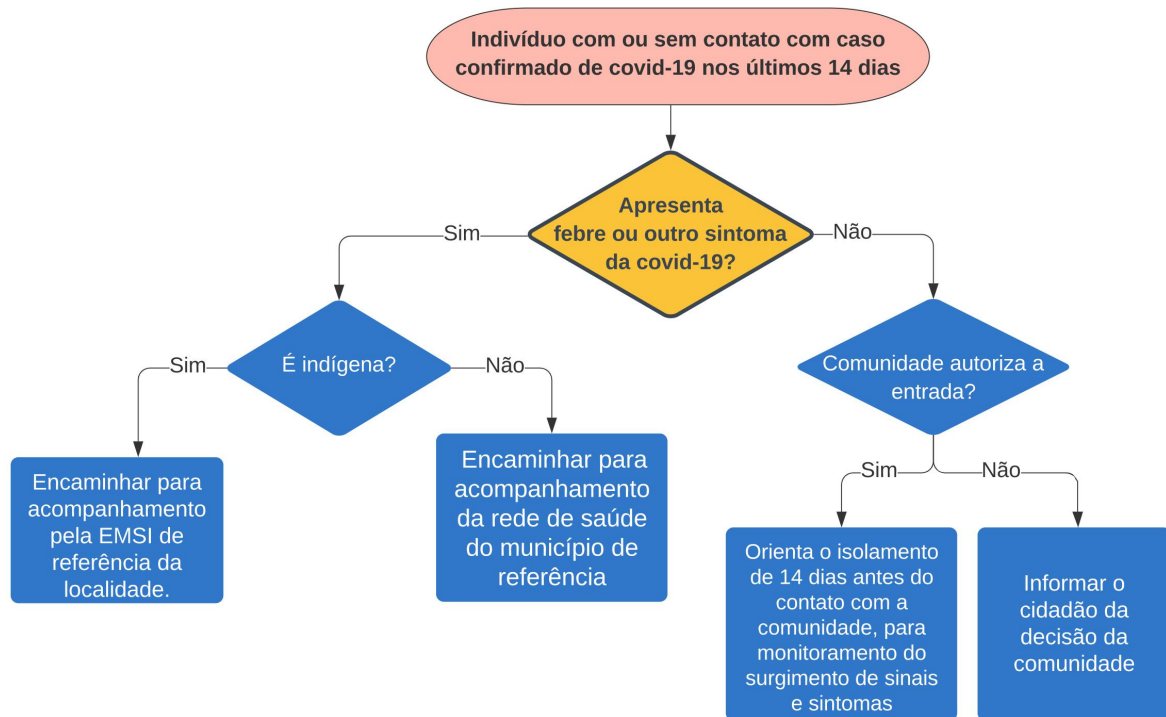 Indivíduo com ou sem contato com caso
confirmado de covid-19 nos últimos 14 dias
Apresenta
febre ou outro sintoma
da covid-19?
Sim
Não
É indígena?
Sim
Não
Comunidade autoriza a
entrada?
Sim
Não
Encaminhar para
acompanhamento
pela EMSI de
referência da
localidade.
Encaminhar para
acompanhamento
da rede de saúde
do município de
referência
Orienta o isolamento
de 14 dias antes do
contato com a
comunidade, para
monitoramento do
surgimento de sinais
e sintomas
Informar o
cidadão da
decisão da
comunidade